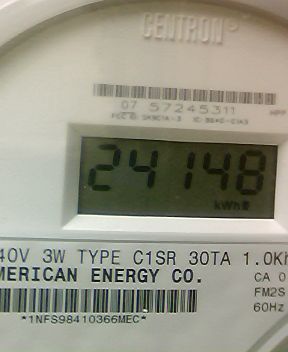 CENTRON®
07 57245311
24148
kWh
40V 3W TYPE C1SR 30TA 1.0Kh
MERICAN ENERGY CO.
CA 0
FM2S
60Hz
*1NFS98410366MEC*